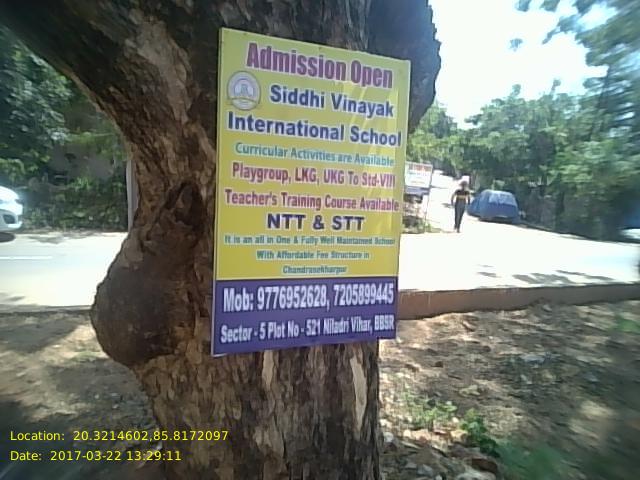 Admission Open
Siddhi Vinayak
International School
Curricular Activities are Available
Playgroup, LKG, UKG To Std-VIII
Teacher's Training Course Available
NTT & STT
It is an all in One & Fully Well Maintained School
With Affordable Fee Structure in
Chandrasekharpur
Mob: 9776952628, 7205899445
Sector - 5 Plot No - 521 Niladri Vihar, BBSR
Location: 20.3214602,85.8172097
Date: 2017-03-22 13:29:11